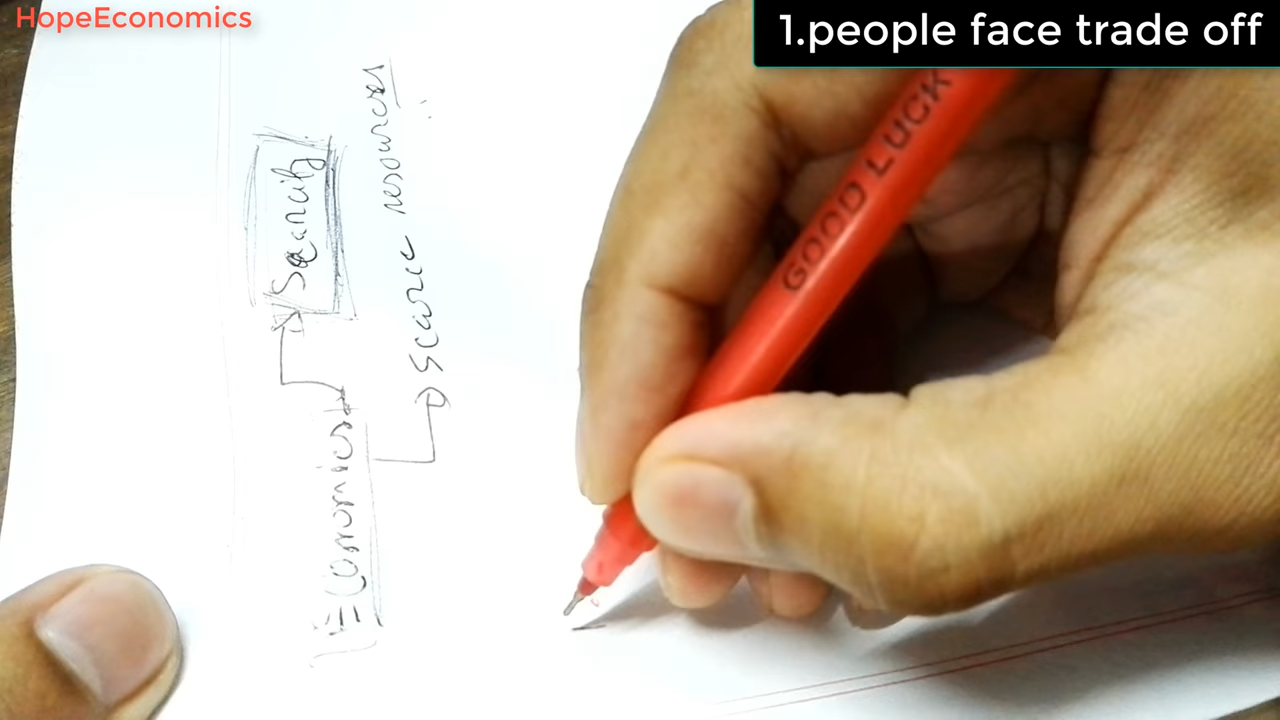 HopeEconomics
1.people face trade off
Scarcity
Economics
scarce resources
GOOD LUCK